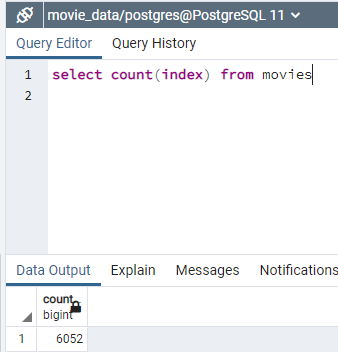 movie_data/postgres@PostgreSQL 11
Query Editor Query History
1 select count(index) from movies
2
Data Output Explain Messages Notifications
count
bigint
1 6052